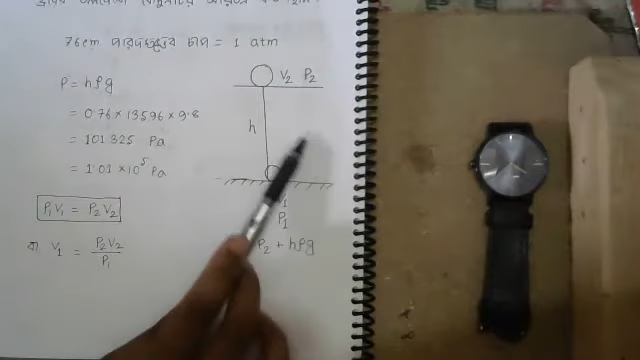 76cm পারদস্তম্ভের চাপ = 1 atm
P = hρg
V₂ P₂
= 0.76 × 13596 × 9.8
h
= 101325 Pa
= 1.01 × 10⁵ Pa
P₁V₁ = P₂V₂
P₁
বা V₁ = P₂V₂ / P₁
P₂ + hρg